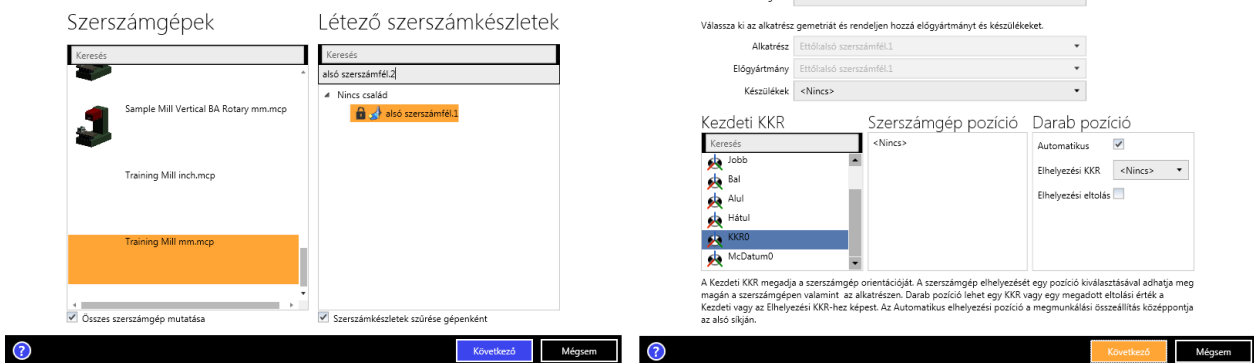 Szerszámgépek
Keresés
Sample Mill Vertical BA Rotary mm.mcp
Training Mill inch.mcp
Training Mill mm.mcp
Összes szerszámgép mutatása
Létező szerszámkészletek
Keresés
alsó szerszámfél.2
Nincs család
alsó szerszámfél.1
Szerszámkészletek szűrése gépenként
?
Következő
Mégsem
Válassza ki az alkatrész gemetriát és rendeljen hozzá előgyártmányt és készülékeket.
Alkatrész Ettől:alsó szerszámfél.1
Előgyártmány Ettől:alsó szerszámfél.1
Készülékek <Nincs>
Kezdeti KKR
Keresés
Jobb
Bal
Alul
Hátul
KKR0
McDatum0
Szerszámgép pozíció
<Nincs>
Darab pozíció
Automatikus
Elhelyezési KKR <Nincs>
Elhelyezési eltolás
A Kezdeti KKR megadja a szerszámgép orientációját. A szerszámgép elhelyezését egy pozíció kiválasztásával adhatja meg
magán a szerszámgépen valamint az alkatrészen. Darab pozíció lehet egy KKR vagy egy megadott eltolási érték a
Kezdeti vagy az Elhelyezési KKR-hez képest. Az Automatikus elhelyezési pozíció a megmunkálási összeállítás középpontja
az alsó síkján.
?
Következő
Mégsem